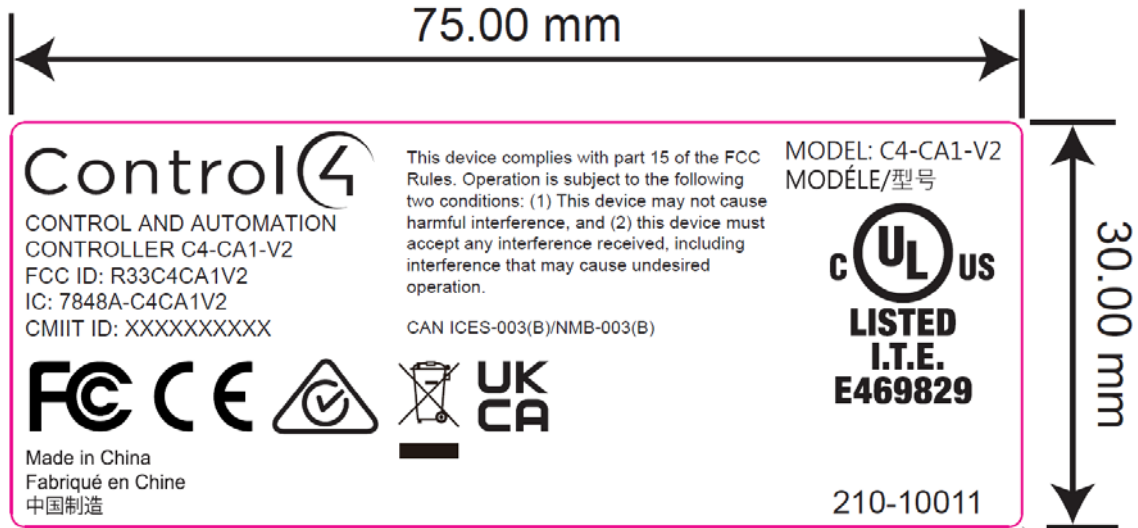 75.00 mm
Control4
CONTROL AND AUTOMATION
CONTROLLER C4-CA1-V2
FCC ID: R33C4CA1V2
IC: 7848A-C4CA1V2
CMIIT ID: XXXXXXXXXX
FC CE
Made in China
Fabriqué en Chine
中国制造
This device complies with part 15 of the FCC
Rules. Operation is subject to the following
two conditions: (1) This device may not cause
harmful interference, and (2) this device must
accept any interference received, including
interference that may cause undesired
operation.
CAN ICES-003(B)/NMB-003(B)
UK
CA
MODEL: C4-CA1-V2
MODÉLE/型号
C UL US
LISTED
I.T.E.
E469829
210-10011
30.00 mm